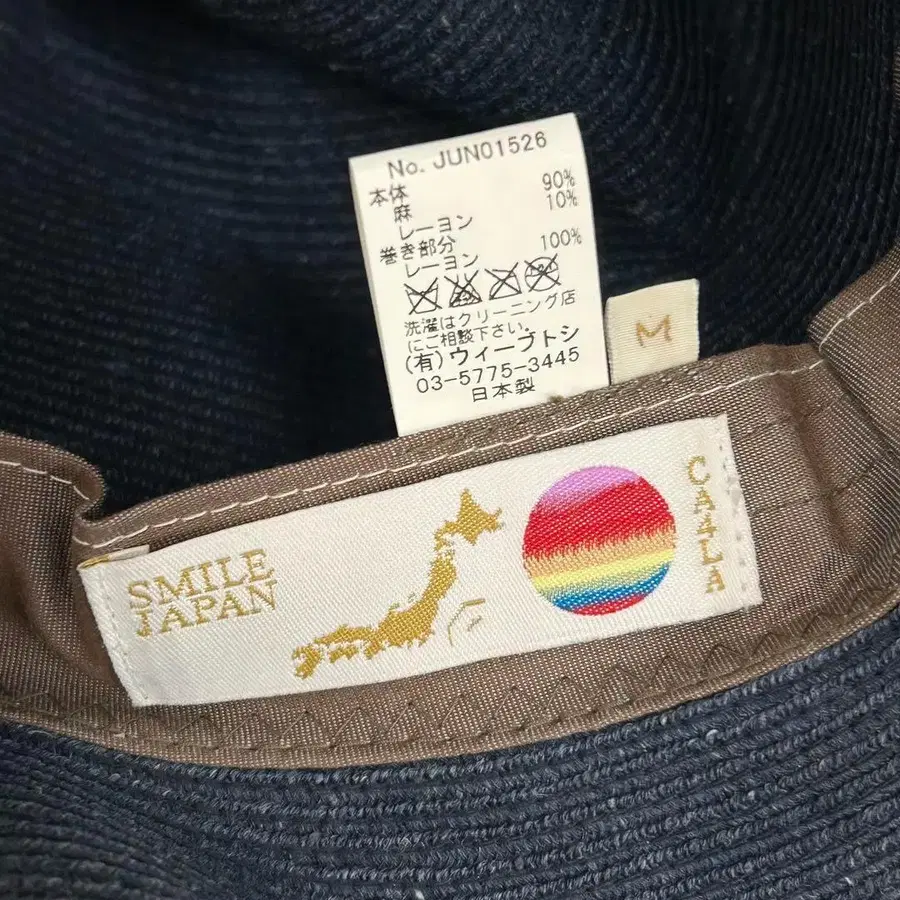 No. JUN01526
本体
麻 90%
レーヨン 10%
巻き部分
レーヨン 100%
洗濯はクリーニング店
にご相談下さい。
(有)ウィーブトシ
03-5775-3445
日本製
M
SMILE
JAPAN
CA4LA